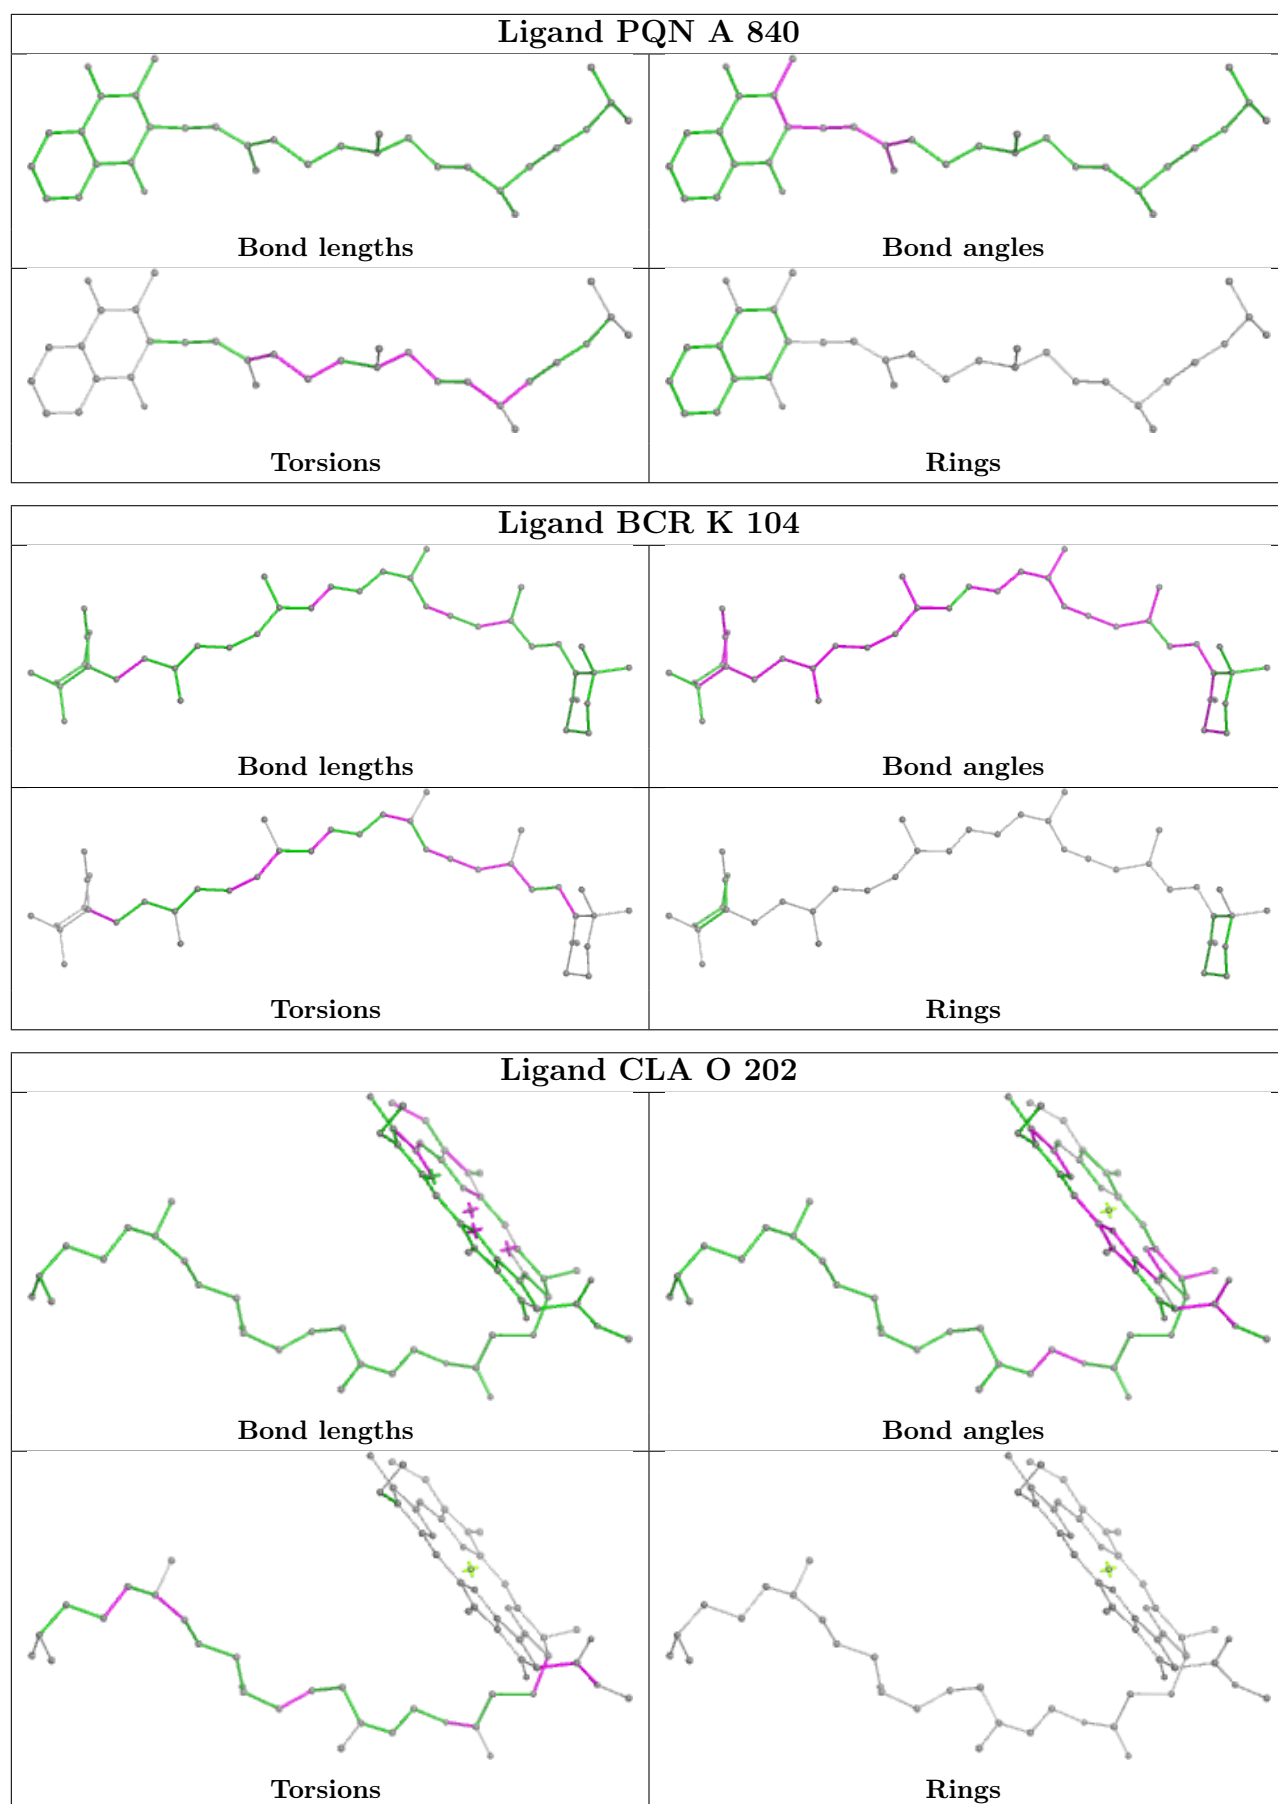 Ligand PQN A 840
Bond lengths
Bond angles
Torsions
Rings
Ligand BCR K 104
Bond lengths
Bond angles
Torsions
Rings
Ligand CLA O 202
Bond lengths
Bond angles
Torsions
Rings